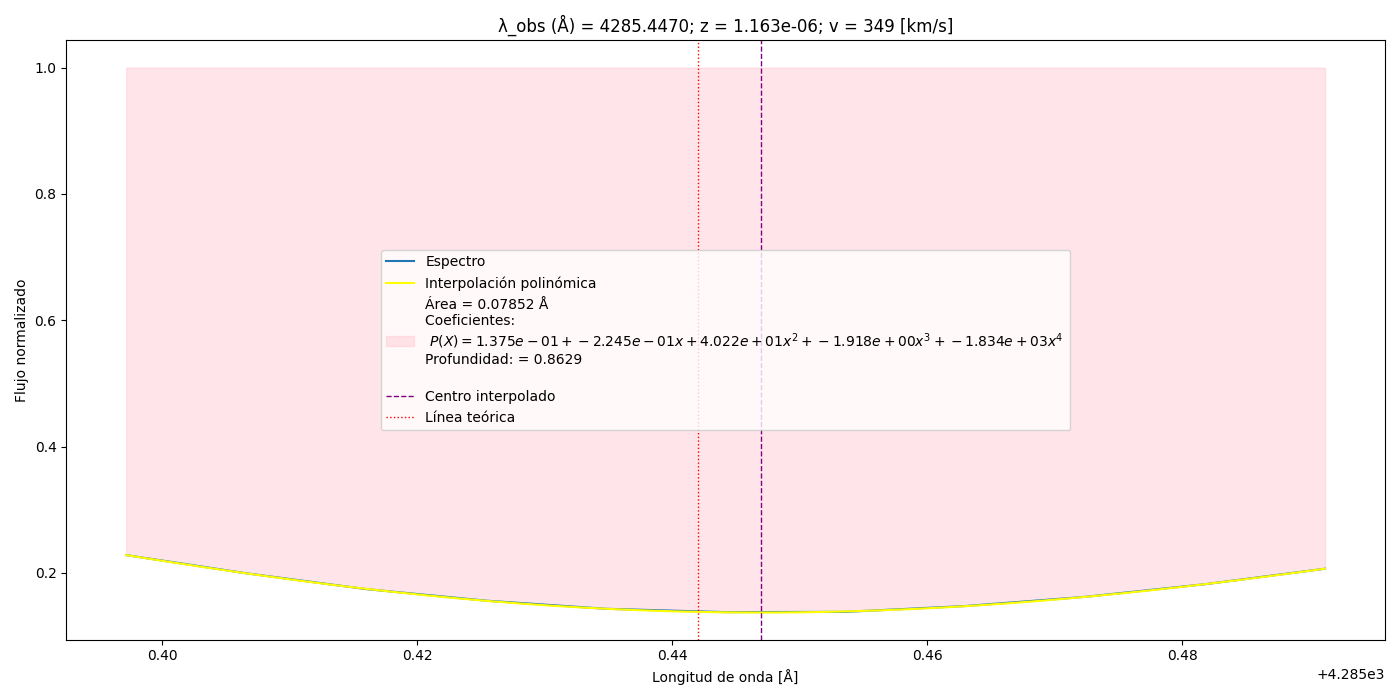 λ_obs (Å) = 4285.4470; z = 1.163e-06; v = 349 [km/s]
Flujo normalizado
1.0
0.8
0.6
0.4
0.2
Espectro
Interpolación polinómica
Área = 0.07852 Å
Coeficientes:
P(X) = 1.375e − 01 + −2.245e − 01x + 4.022e + 01x² + −1.918e + 00x³ + −1.834e + 03x⁴
Profundidad: = 0.8629
Centro interpolado
Línea teórica
0.40 0.42 0.44 0.46 0.48
+4.285e3
Longitud de onda [Å]